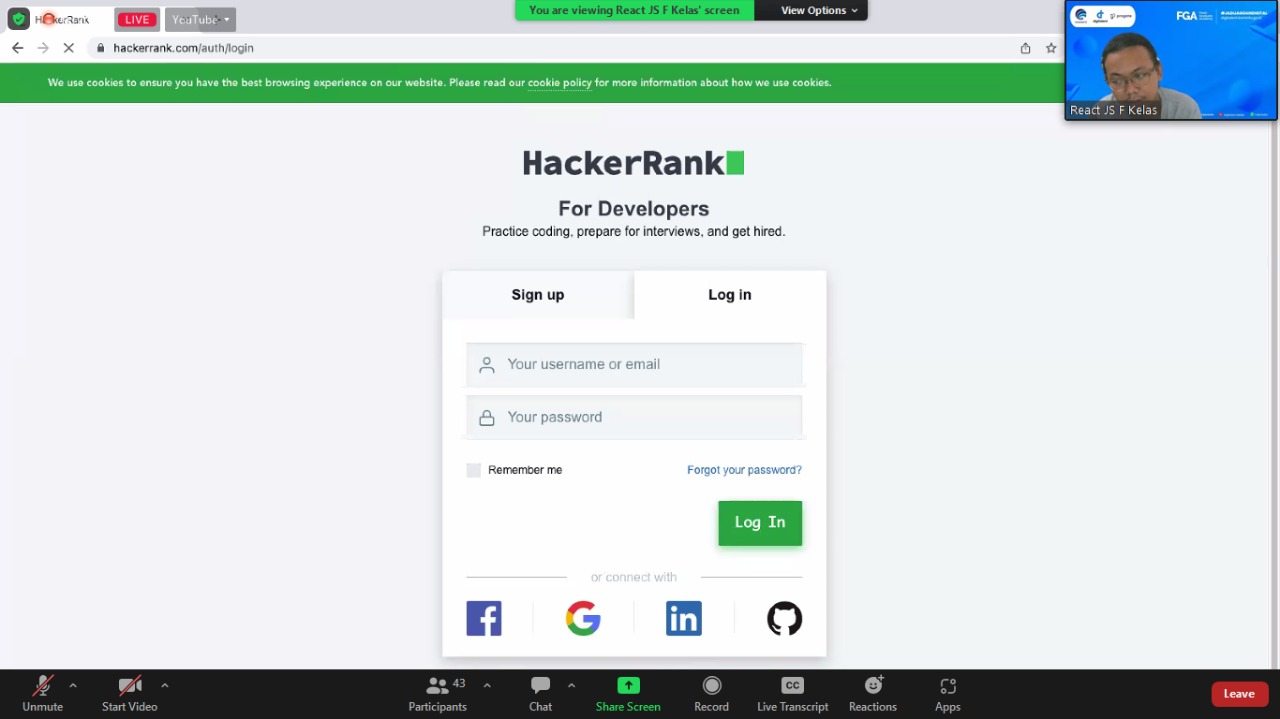 HackerRank
LIVE
YouTube
You are viewing React JS F Kelas' screen
View Options
hackerrank.com/auth/login
We use cookies to ensure you have the best browsing experience on our website. Please read our cookie policy for more information about how we use cookies.
FGA
React JS F Kelas
HackerRank
For Developers
Practice coding, prepare for interviews, and get hired.
Sign up
Log in
Your username or email
Your password
Remember me
Forgot your password?
Log In
or connect with
Unmute
Start Video
Participants
43
Chat
Share Screen
Record
CC
Live Transcript
Reactions
Apps
Leave